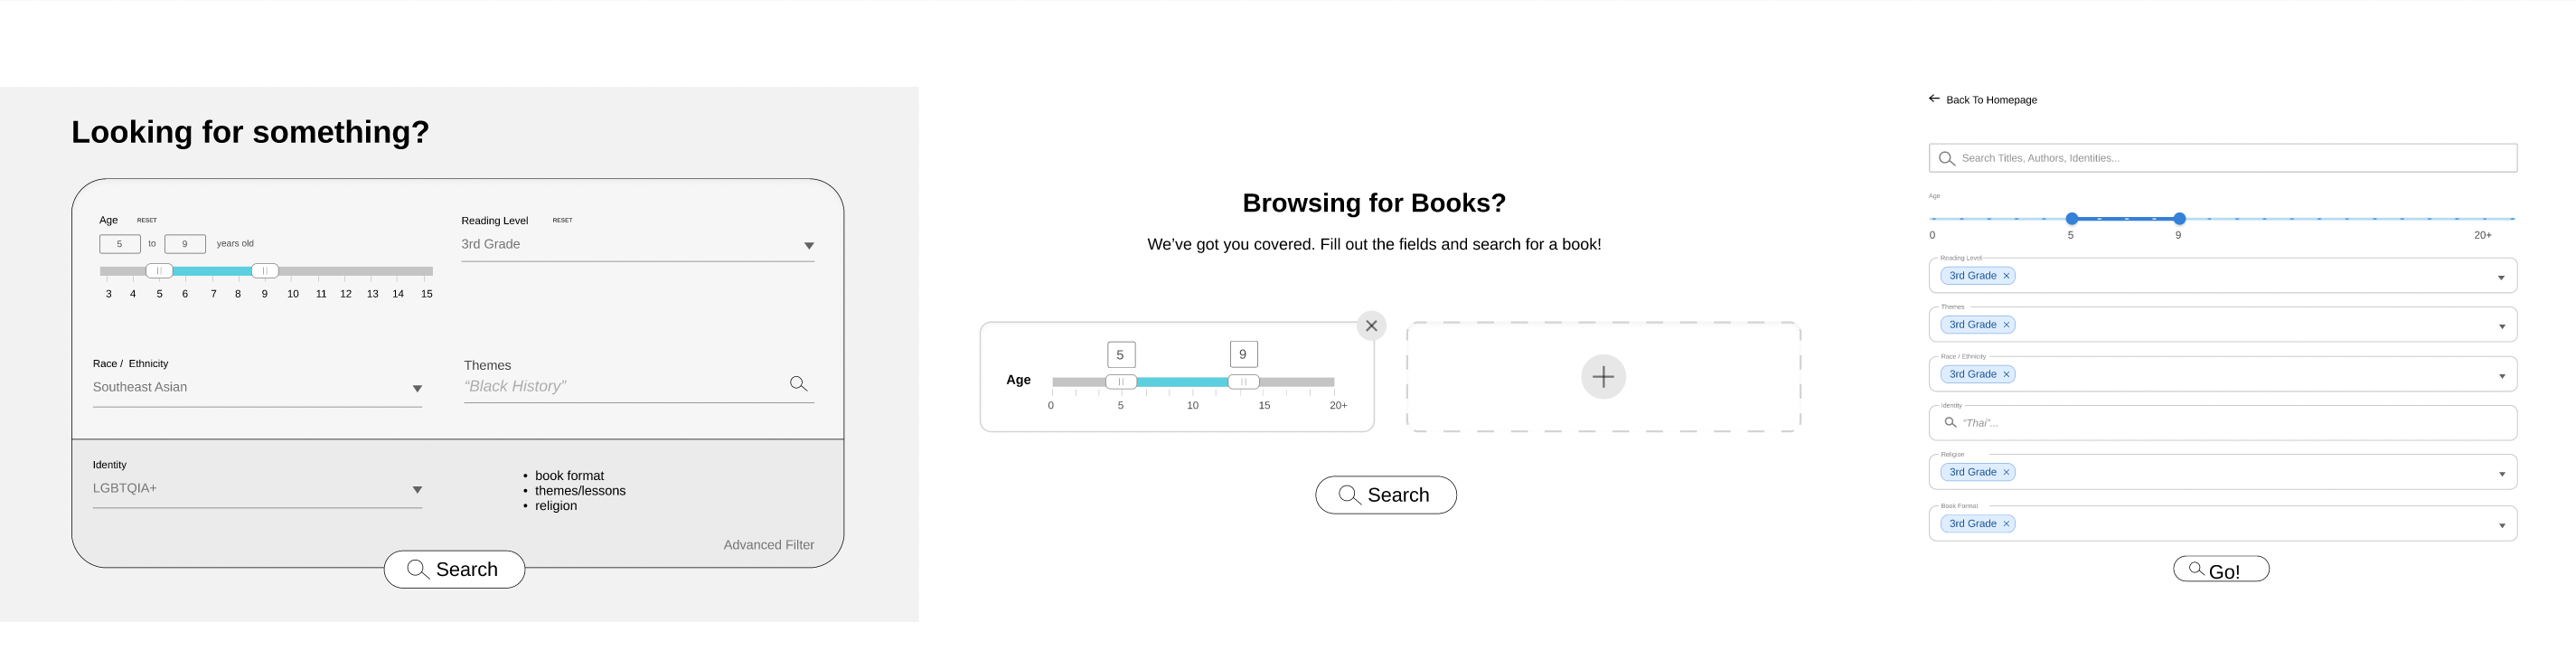 Looking for something?
Age RESET
5 to 9 years old
3 4 5 6 7 8 9 10 11 12 13 14 15
Reading Level RESET
3rd Grade
Race / Ethnicity
Southeast Asian
Themes
“Black History”
Identity
LGBTQIA+
• book format
• themes/lessons
• religion
Advanced Filter
Search
Browsing for Books?
We’ve got you covered. Fill out the fields and search for a book!
5 9
Age
0 5 10 15 20+
Search
Back To Homepage
Search Titles, Authors, Identities...
Age
0 5 9 20+
Reading Level
3rd Grade
Themes
3rd Grade
Race / Ethnicity
3rd Grade
Identity
“Thai”...
Religion
3rd Grade
Book Format
3rd Grade
Go!